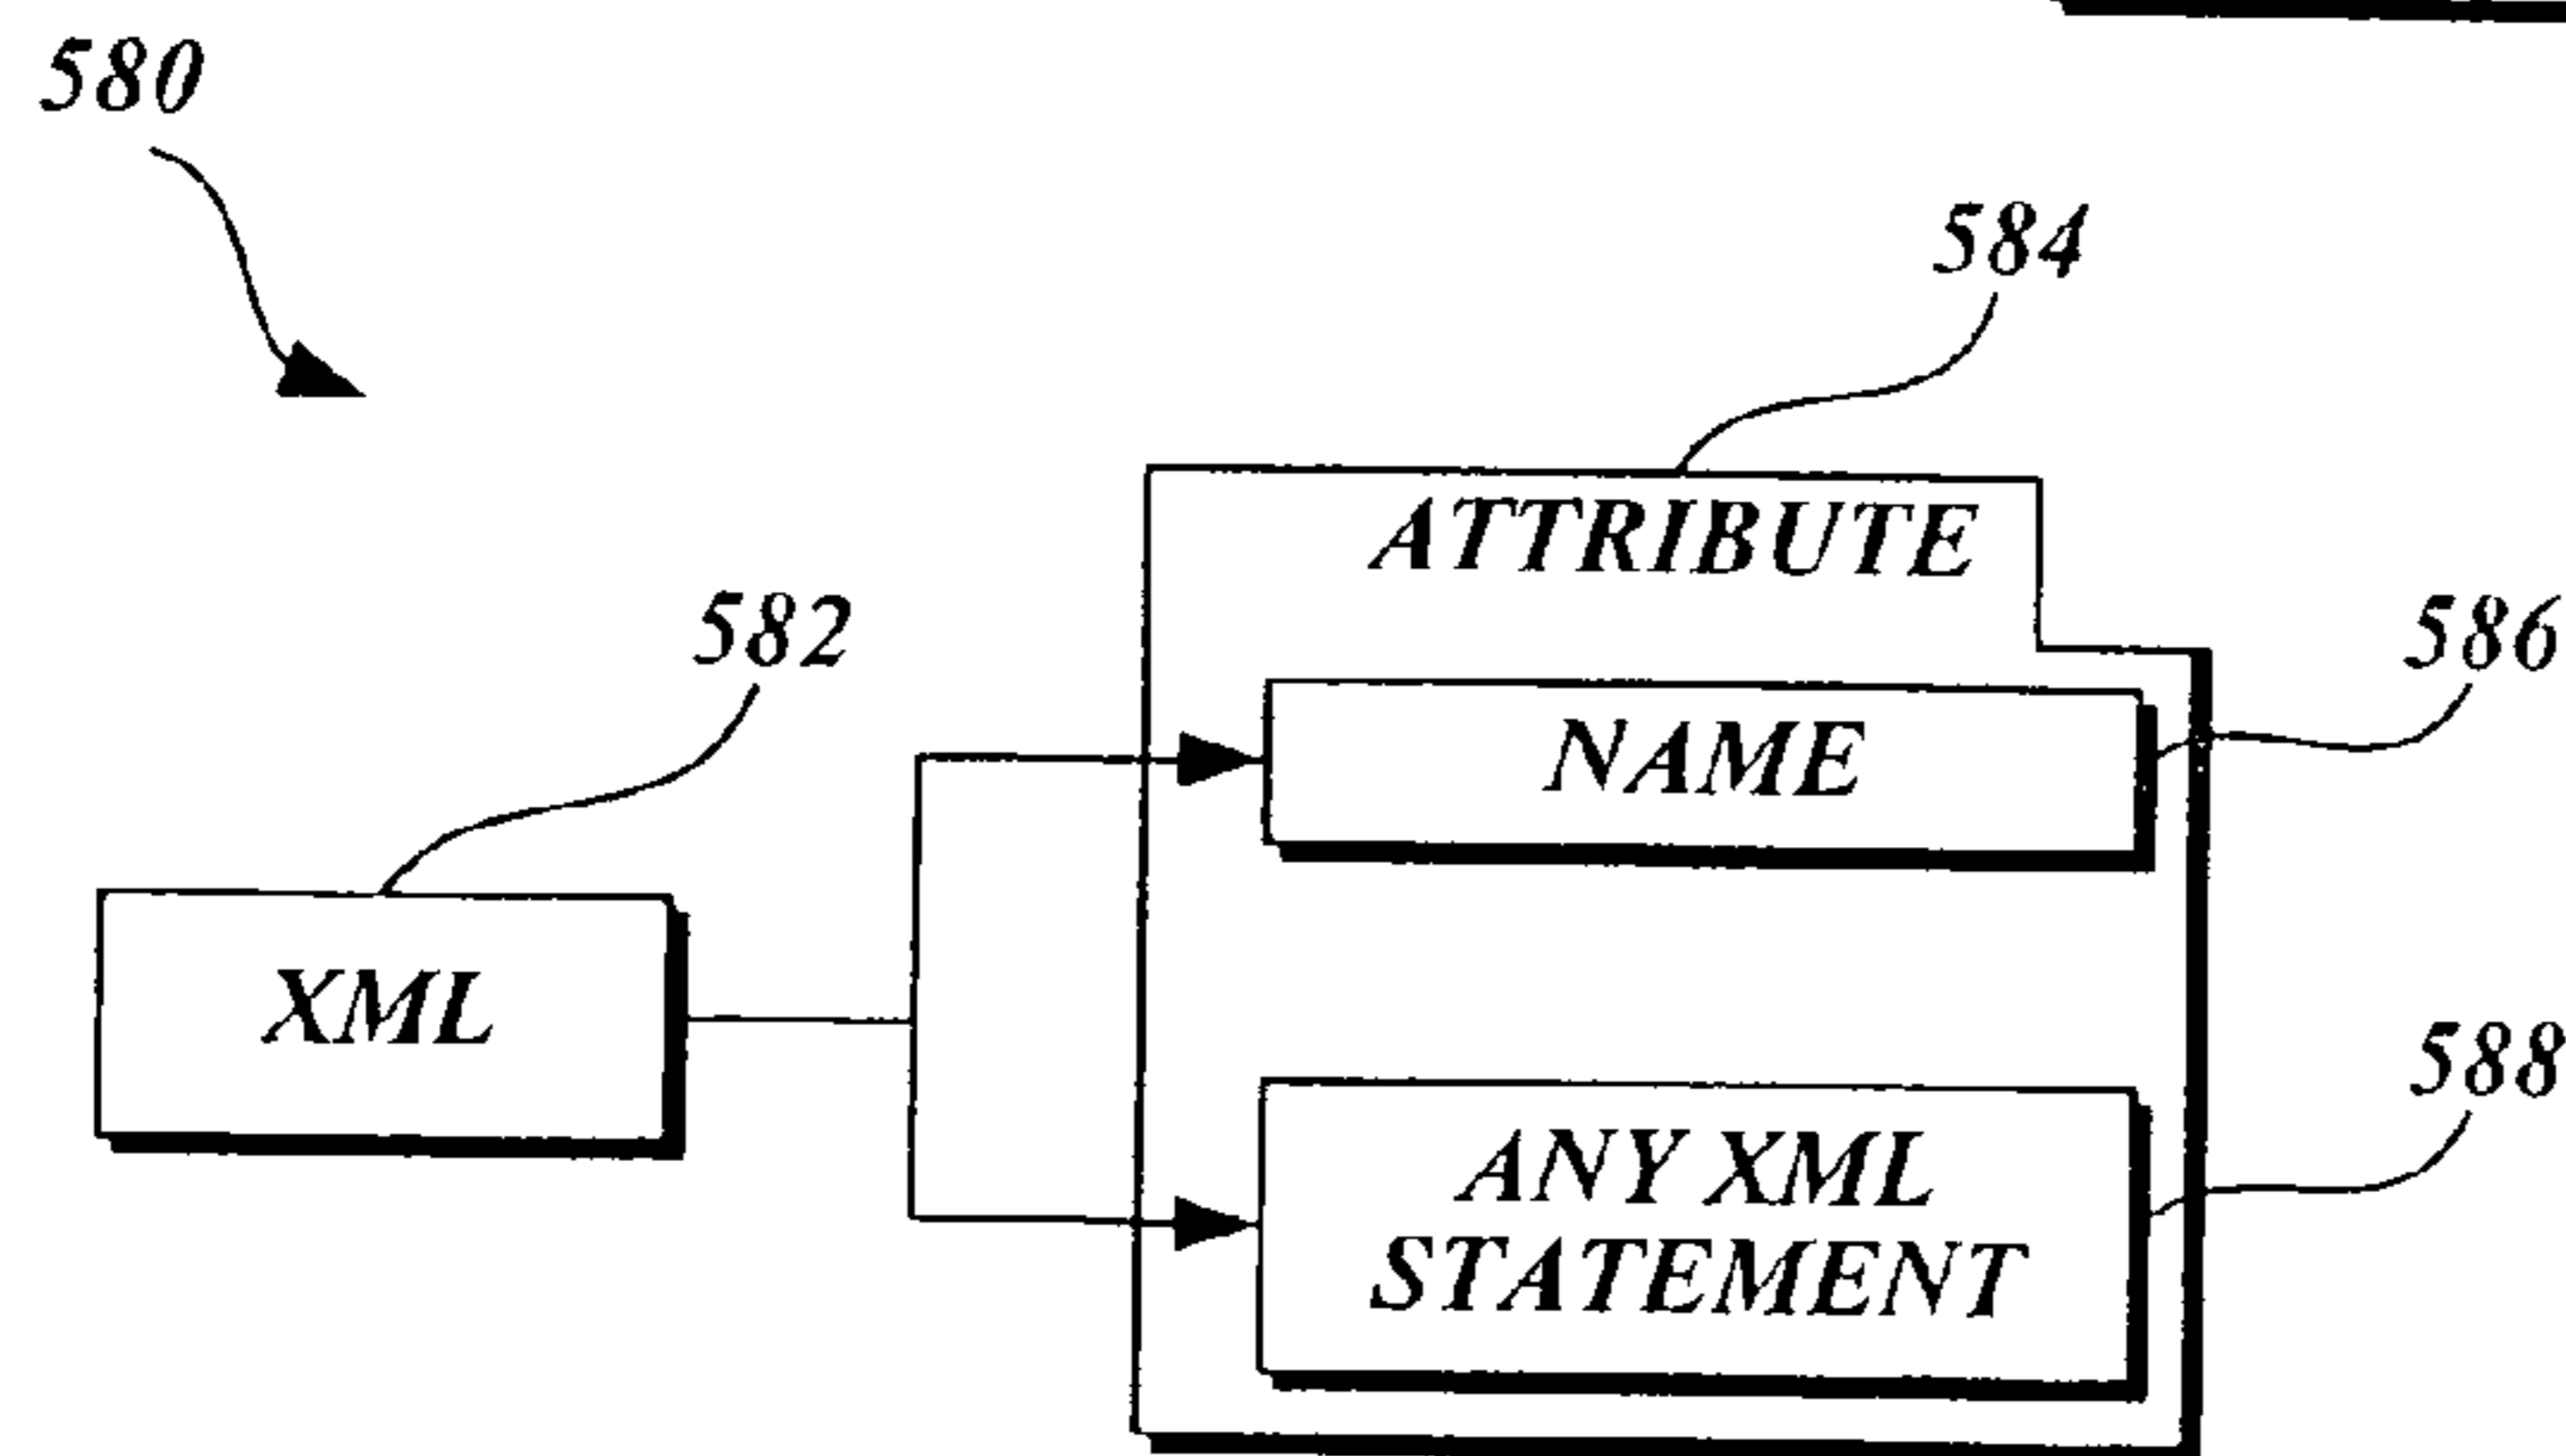 580
584
ATTRIBUTE
582
586
NAME
XML
588
ANY XML
STATEMENT